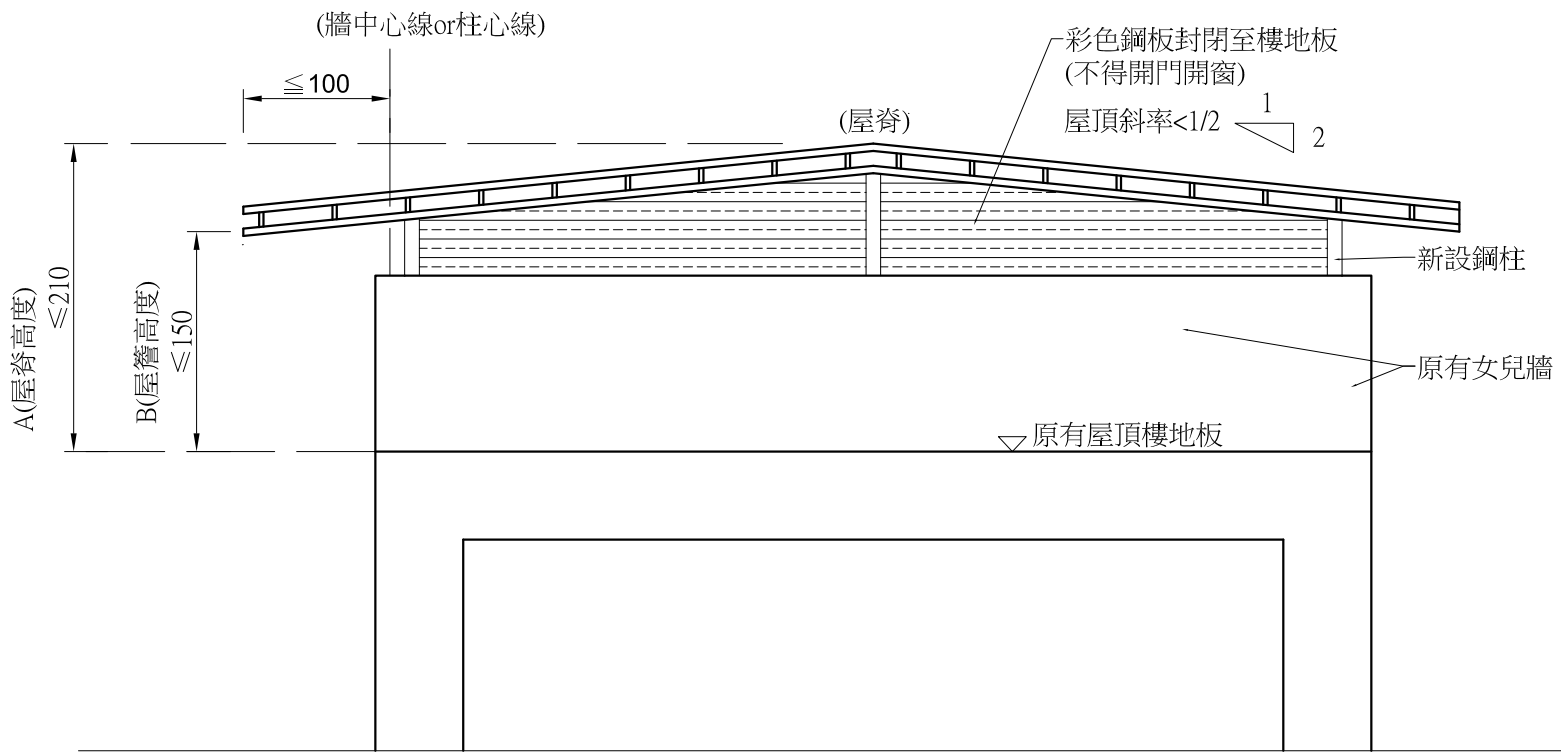 (牆中心線or柱心線)
≦100
彩色鋼板封閉至樓地板
(不得開門開窗)
屋頂斜率<1/2
1
2
(屋脊)
A(屋脊高度)
≤210
B(屋簷高度)
≤150
新設鋼柱
原有女兒牆
原有屋頂樓地板